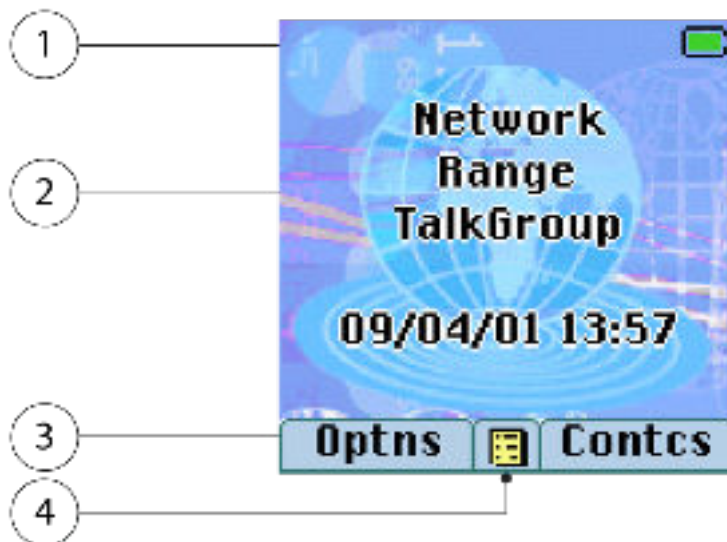 1
Network
2
Range
TalkGroup
09/04/01 13:57
3
Optns
Contcs
4